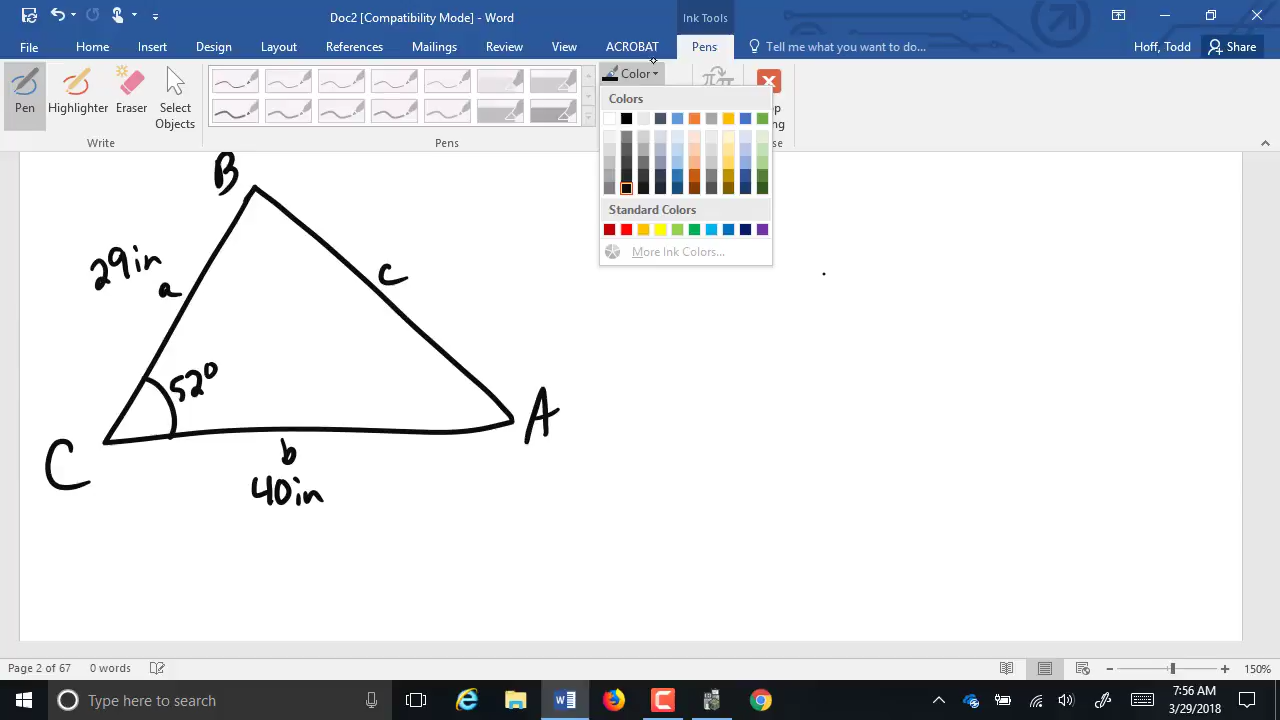 Doc2 [Compatibility Mode] - Word
Ink Tools
File Home Insert Design Layout References Mailings Review View ACROBAT Pens Tell me what you want to do... Hoff, Todd Share
Pen Highlighter Eraser Select Objects
Color
Write
Pens
Colors
Standard Colors
More Ink Colors...
B
29in
a
c
52°
C
A
b
40in
Page 2 of 67 0 words
150%
Type here to search
7:56 AM
3/29/2018